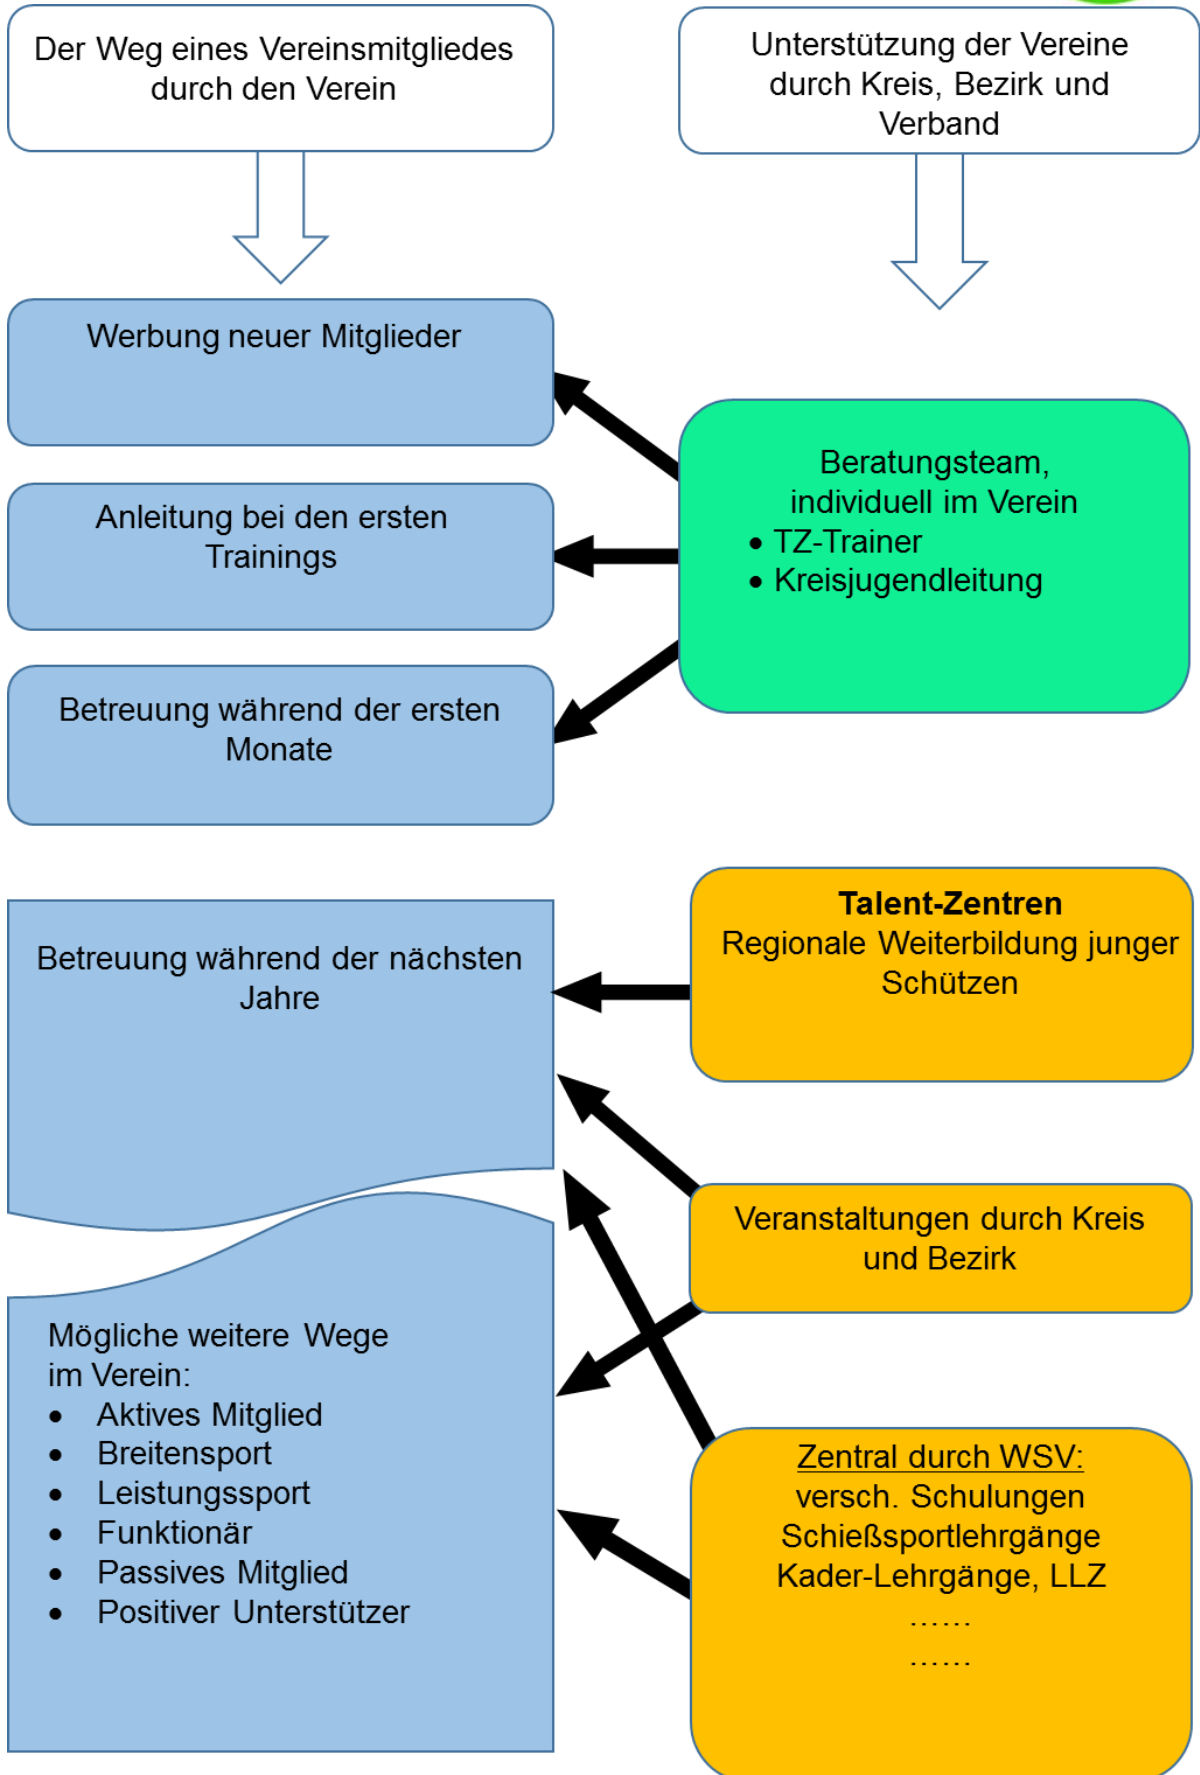 Der Weg eines Vereinsmitgliedes
durch den Verein
Unterstützung der Vereine
durch Kreis, Bezirk und
Verband
Werbung neuer Mitglieder
Anleitung bei den ersten
Trainings
Betreuung während der ersten
Monate
Beratungsteam,
individuell im Verein
• TZ-Trainer
• Kreisjugendleitung
Betreuung während der nächsten
Jahre
Talent-Zentren
Regionale Weiterbildung junger
Schützen
Veranstaltungen durch Kreis
und Bezirk
Mögliche weitere Wege
im Verein:
• Aktives Mitglied
• Breitensport
• Leistungssport
• Funktionär
• Passives Mitglied
• Positiver Unterstützer
Zentral durch WSV:
versch. Schulungen
Schießsportlehrgänge
Kader-Lehrgänge, LLZ
……
……